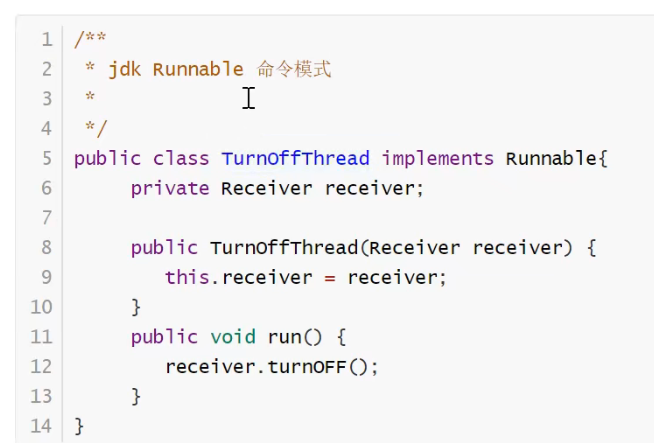 1 /**
2  * jdk Runnable 命令模式
3  *
4  */
5 public class TurnOffThread implements Runnable{
6      private Receiver receiver;
7
8      public TurnOffThread(Receiver receiver) {
9         this.receiver = receiver;
10      }
11      public void run() {
12         receiver.turnOFF();
13      }
14 }